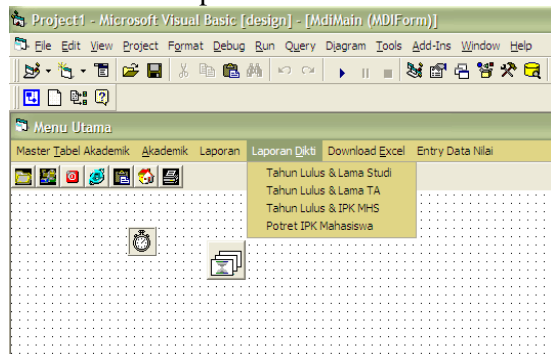 Project1 - Microsoft Visual Basic [design] - [MdiMain (MDIForm)]
File Edit View Project Format Debug Run Query Diagram Tools Add-Ins Window Help
Menu Utama
Master Tabel Akademik Akademik Laporan Laporan Dikti Download Excel Entry Data Nilai
Tahun Lulus & Lama Studi
Tahun Lulus & Lama TA
Tahun Lulus & IPK MHS
Potret IPK Mahasiswa